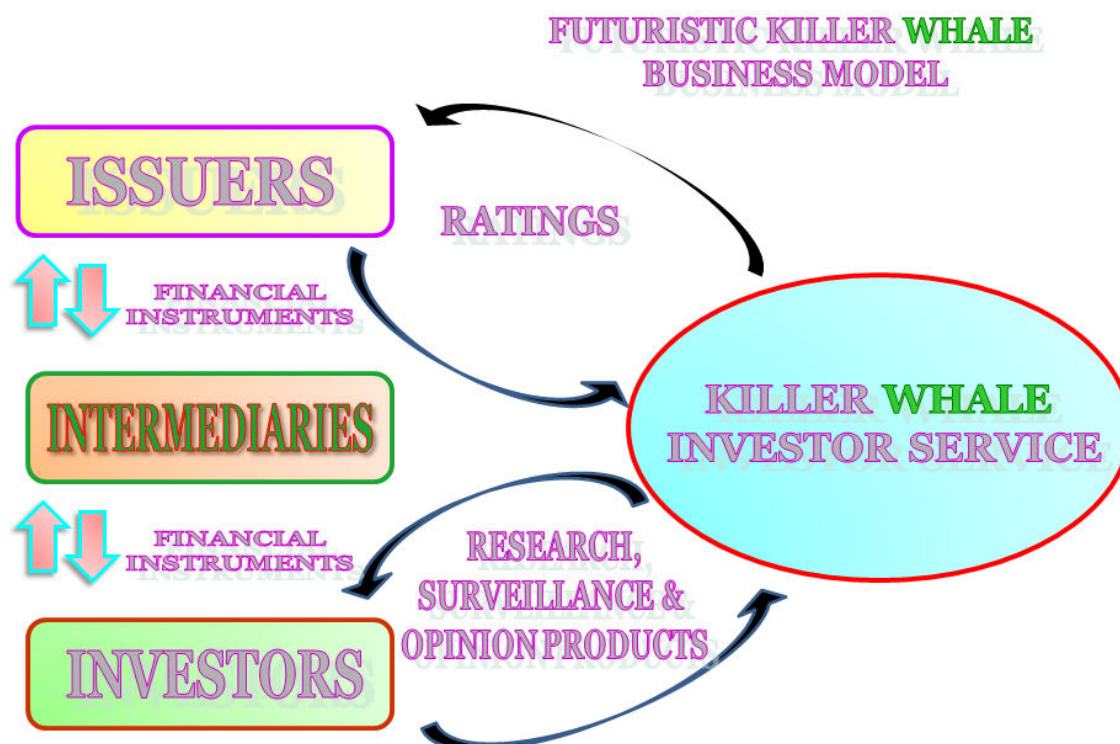 FUTURISTIC KILLER WHALE
BUSINESS MODEL
ISSUERS
RATINGS
FINANCIAL
INSTRUMENTS
KILLER WHALE
INVESTOR SERVICE
INTERMEDIARIES
FINANCIAL
INSTRUMENTS
RESEARCH,
SURVEILLANCE &
OPINION PRODUCTS
INVESTORS